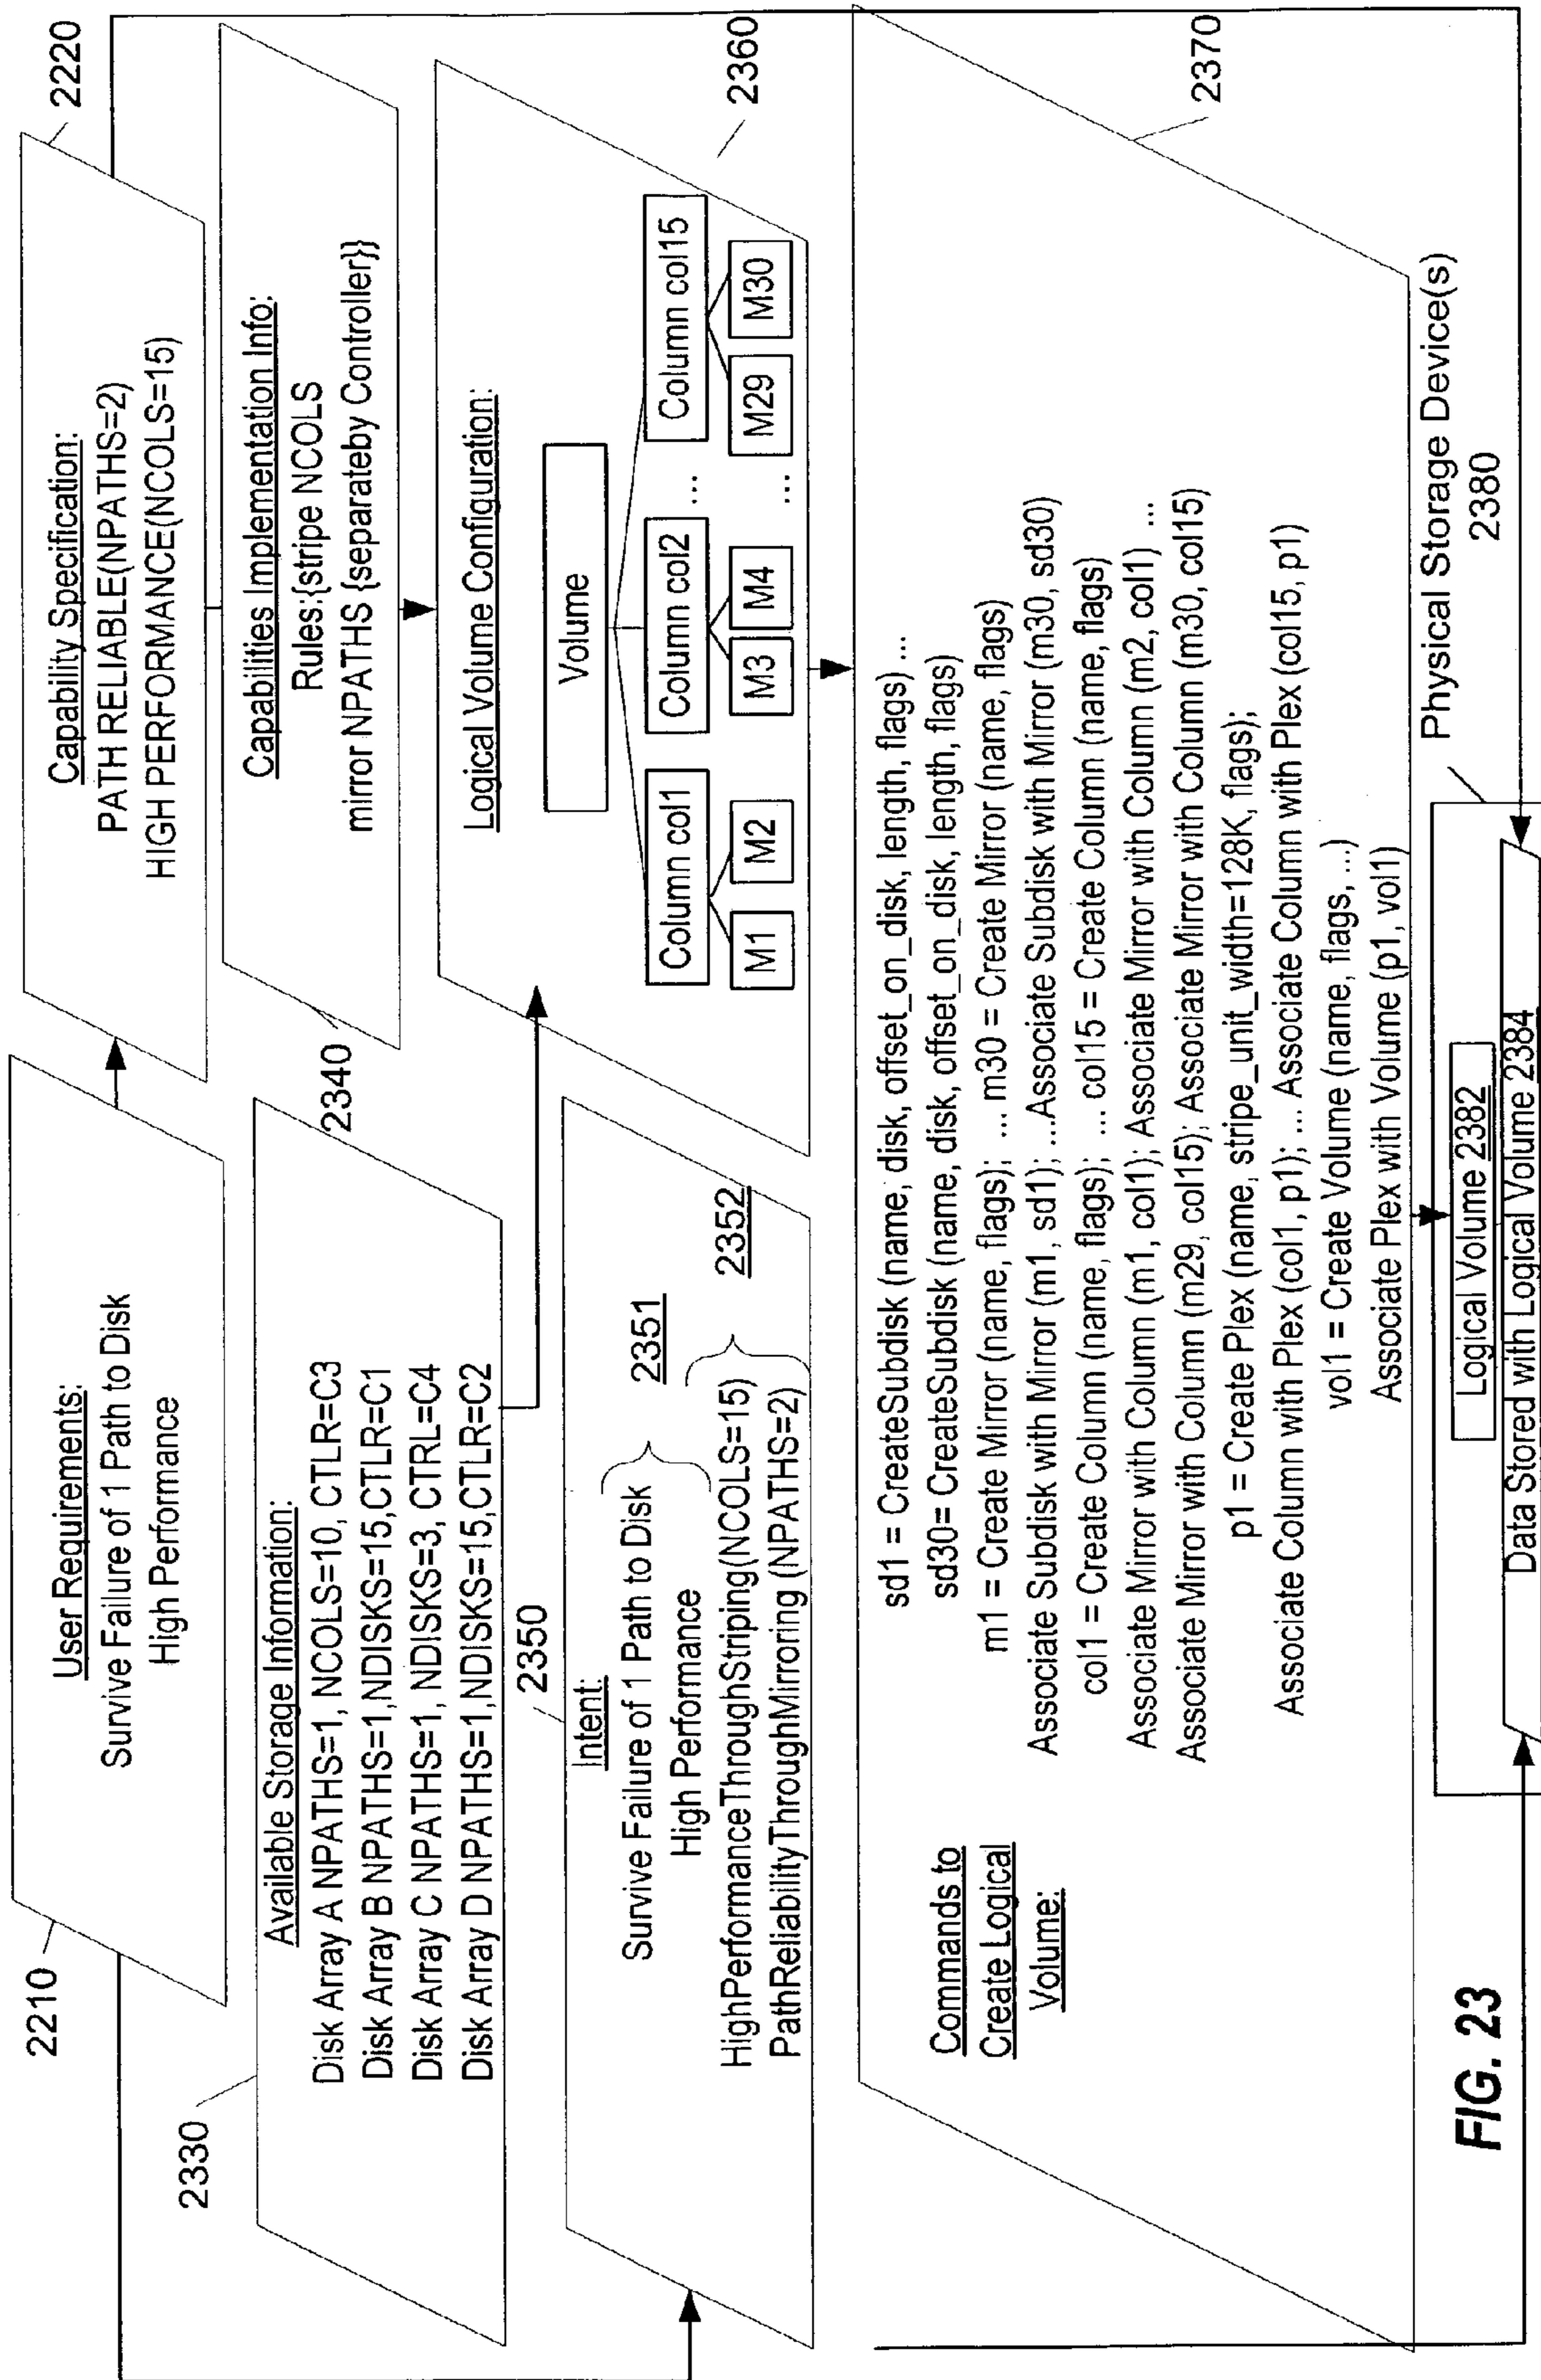 2210
User Requirements:
Survive Failure of 1 Path to Disk
High Performance
2220
Capability Specification:
PATH RELIABLE(NPATHS=2)
HIGH PERFORMANCE(NCOLS=15)
2330
Available Storage Information:
Disk Array A NPATHS=1, NCOLS=10, CTLR=C3
Disk Array B NPATHS=1,NDISKS=15,CTLR=C1
Disk Array C NPATHS=1, NDISKS=3, CTRL=C4
Disk Array D NPATHS=1,NDISKS=15,CTLR=C2
2340
Capabilities Implementation Info:
Rules:{stripe NCOLS
mirror NPATHS {separateby Controller}}
2350
Intent:
Survive Failure of 1 Path to Disk
High Performance
2351
HighPerformanceThroughStriping(NCOLS=15)
PathReliabilityThroughMirroring (NPATHS=2)
2352
Logical Volume Configuration:
2360
Volume
Column col1
Column col2
...
Column col15
M1
M2
M3
M4
...
M29
M30
Commands to
Create Logical
Volume:
2370
sd1 = CreateSubdisk (name, disk, offset_on_disk, length, flags) ...
sd30= CreateSubdisk (name, disk, offset_on_disk, length, flags)
m1 = Create Mirror (name, flags); ... m30 = Create Mirror (name, flags)
Associate Subdisk with Mirror (m1, sd1); ...Associate Subdisk with Mirror (m30, sd30)
col1 = Create Column (name, flags); ... col15 = Create Column (name, flags)
Associate Mirror with Column (m1, col1); Associate Mirror with Column (m2, col1) ...
Associate Mirror with Column (m29, col15); Associate Mirror with Column (m30, col15)
p1 = Create Plex (name, stripe_unit_width=128K, flags);
Associate Column with Plex (col1, p1); ... Associate Column with Plex (col15, p1)
vol1 = Create Volume (name, flags, ...)
Associate Plex with Volume (p1, vol1)
Physical Storage Device(s)
2380
Logical Volume 2382
Data Stored with Logical Volume 2384
FIG. 23